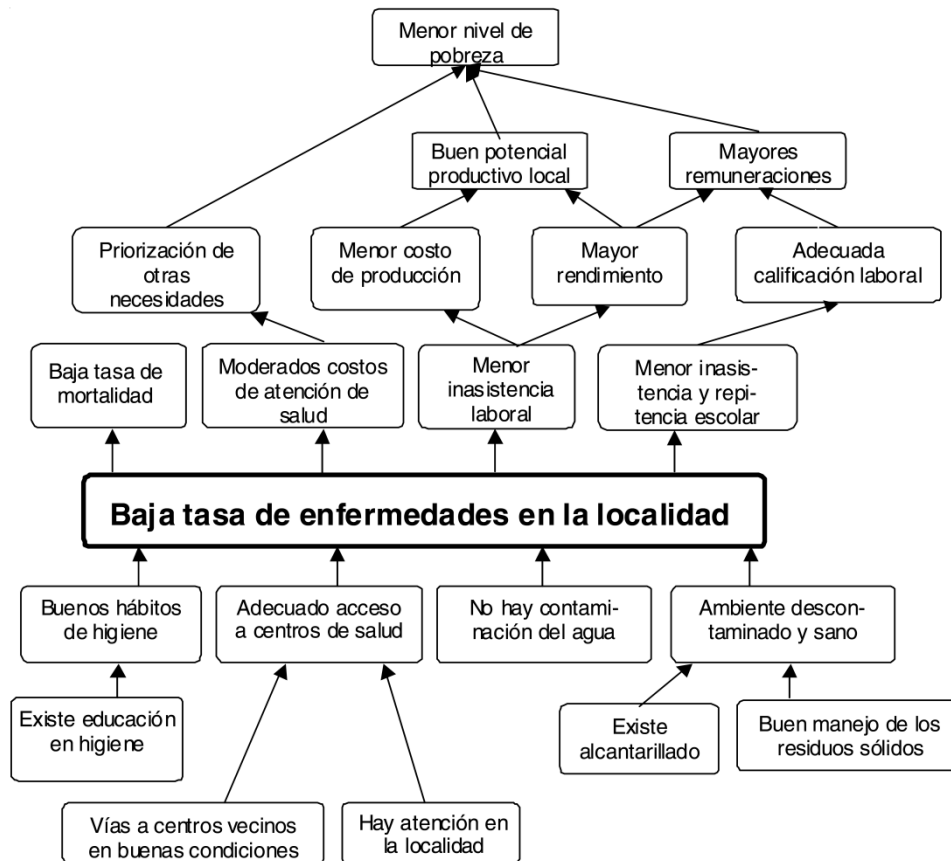 Menor nivel de
pobreza
Buen potencial
productivo local
Mayores
remuneraciones
Priorización de
otras
necesidades
Menor costo
de producción
Mayor
rendimiento
Adecuada
calificación laboral
Baja tasa de
mortalidad
Moderados costos
de atención de
salud
Menor
inasistencia
laboral
Menor inasis-
tencia y repi-
tencia escolar
Baja tasa de enfermedades en la localidad
Buenos hábitos
de higiene
Adecuado acceso
a centros de salud
No hay contami-
nación del agua
Ambiente descon-
taminado y sano
Existe educación
en higiene
Existe
alcantarillado
Buen manejo de los
residuos sólidos
Vías a centros vecinos
en buenas condiciones
Hay atención en
la localidad